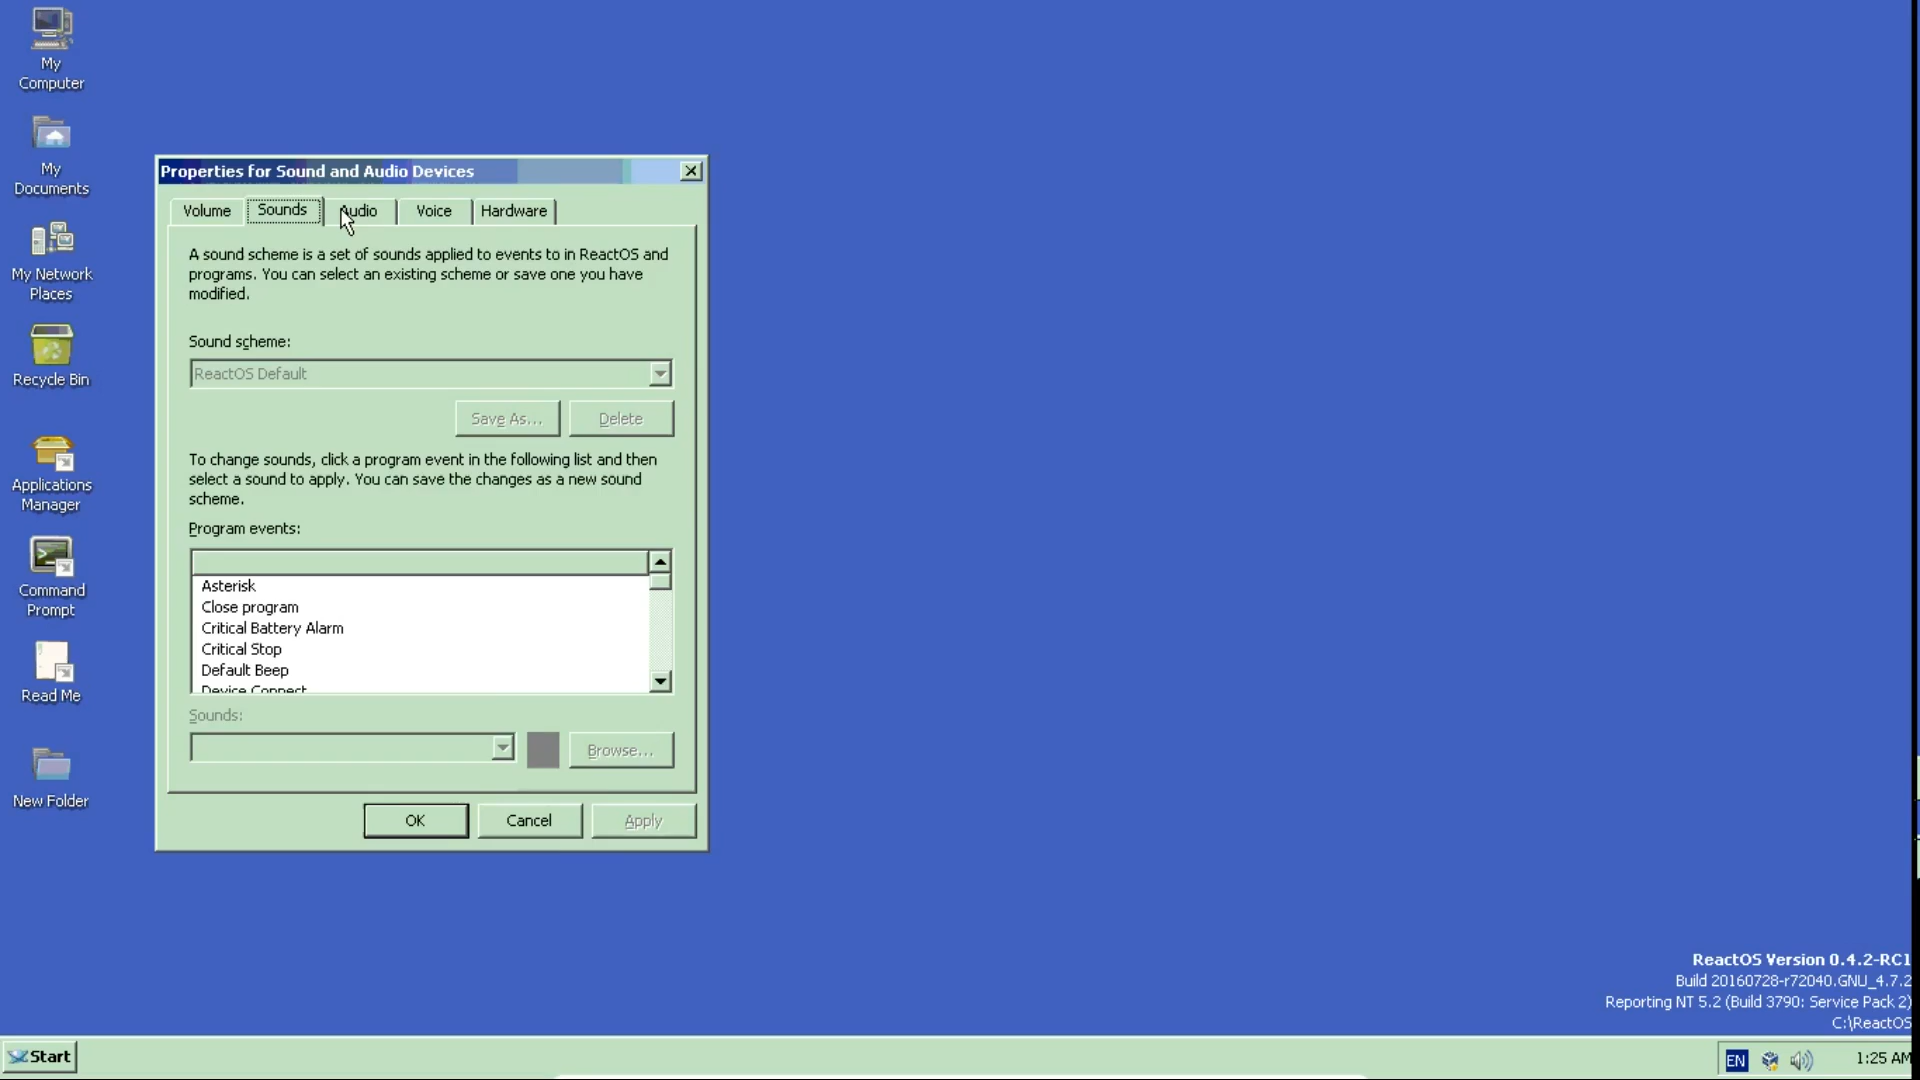 My
Computer
My
Documents
My Network
Places
Recycle Bin
Applications
Manager
Command
Prompt
Read Me
New Folder
Properties for Sound and Audio Devices
Volume
Sounds
Audio
Voice
Hardware
A sound scheme is a set of sounds applied to events to in ReactOS and
programs. You can select an existing scheme or save one you have
modified.
Sound scheme:
ReactOS Default
Save As...
Delete
To change sounds, click a program event in the following list and then
select a sound to apply. You can save the changes as a new sound
scheme.
Program events:
Asterisk
Close program
Critical Battery Alarm
Critical Stop
Default Beep
Device Connect
Sounds:
Browse...
OK
Cancel
Apply
ReactOS Version 0.4.2-RC1
Build 20160728-r72040.GNU_4.7.2
Reporting NT 5.2 (Build 3790: Service Pack 2)
C:\ReactOS
Start
EN
1:25 AM